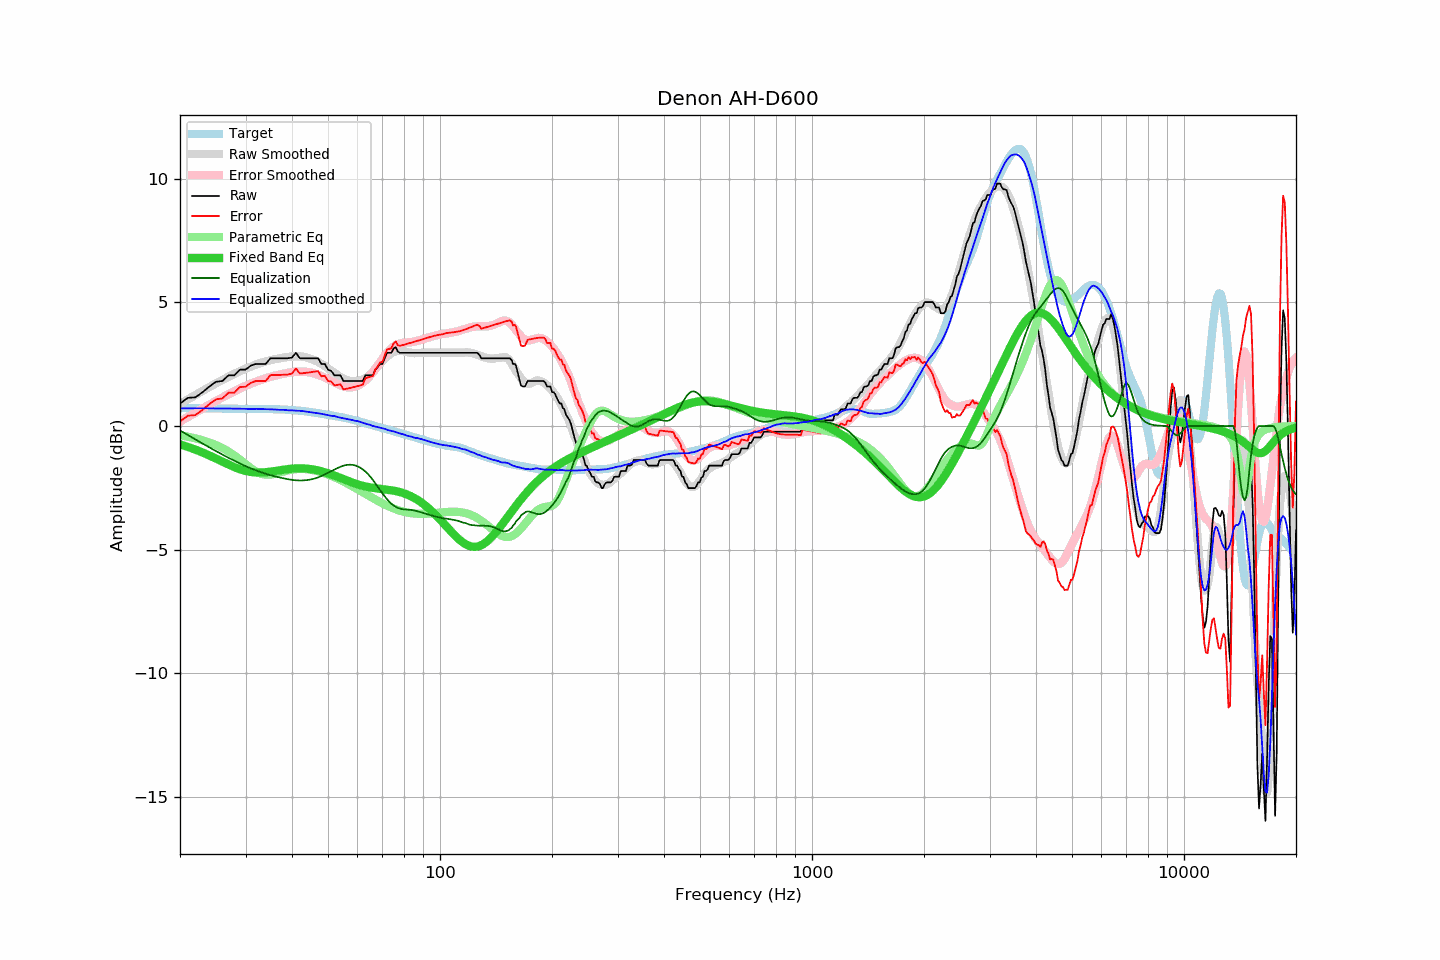 Denon AH-D600
Target
Raw Smoothed
Error Smoothed
Raw
Error
Parametric Eq
Fixed Band Eq
Equalization
Equalized smoothed
10
5
0
−5
−10
−15
Amplitude (dBr)
100 1000 10000
Frequency (Hz)